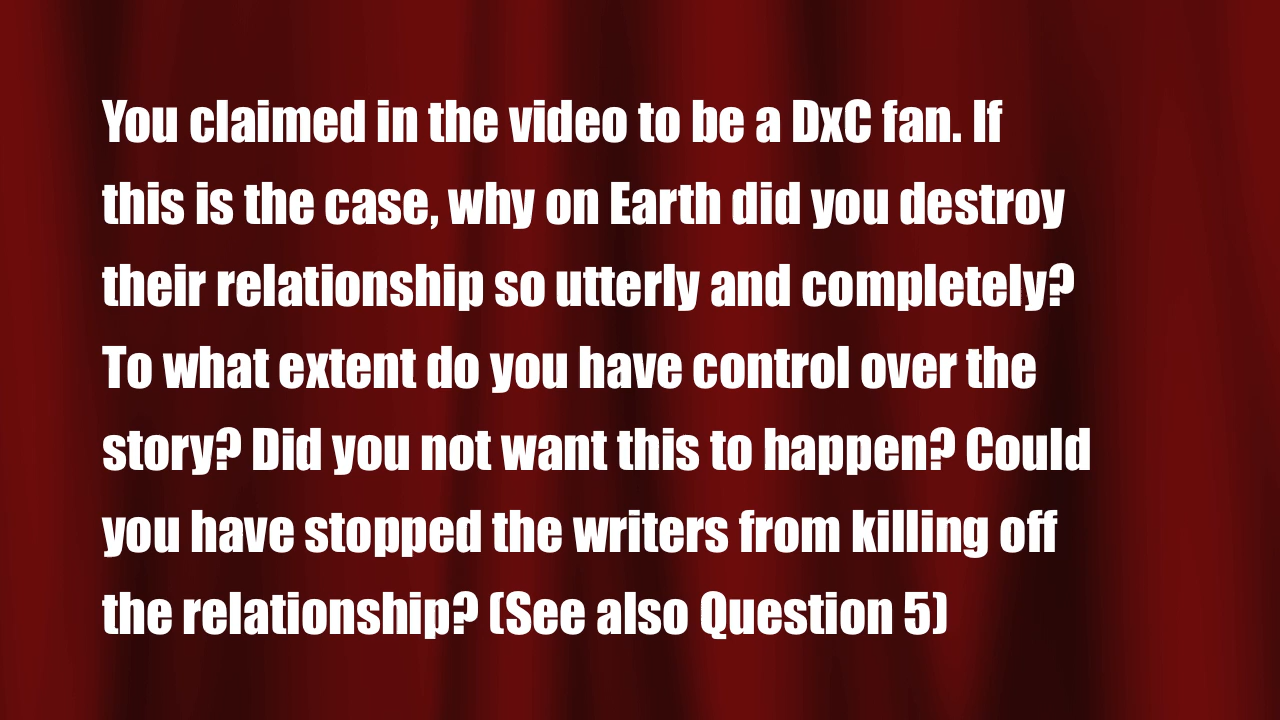 You claimed in the video to be a DxC fan. If
this is the case, why on Earth did you destroy
their relationship so utterly and completely?
To what extent do you have control over the
story? Did you not want this to happen? Could
you have stopped the writers from killing off
the relationship? (See also Question 5)